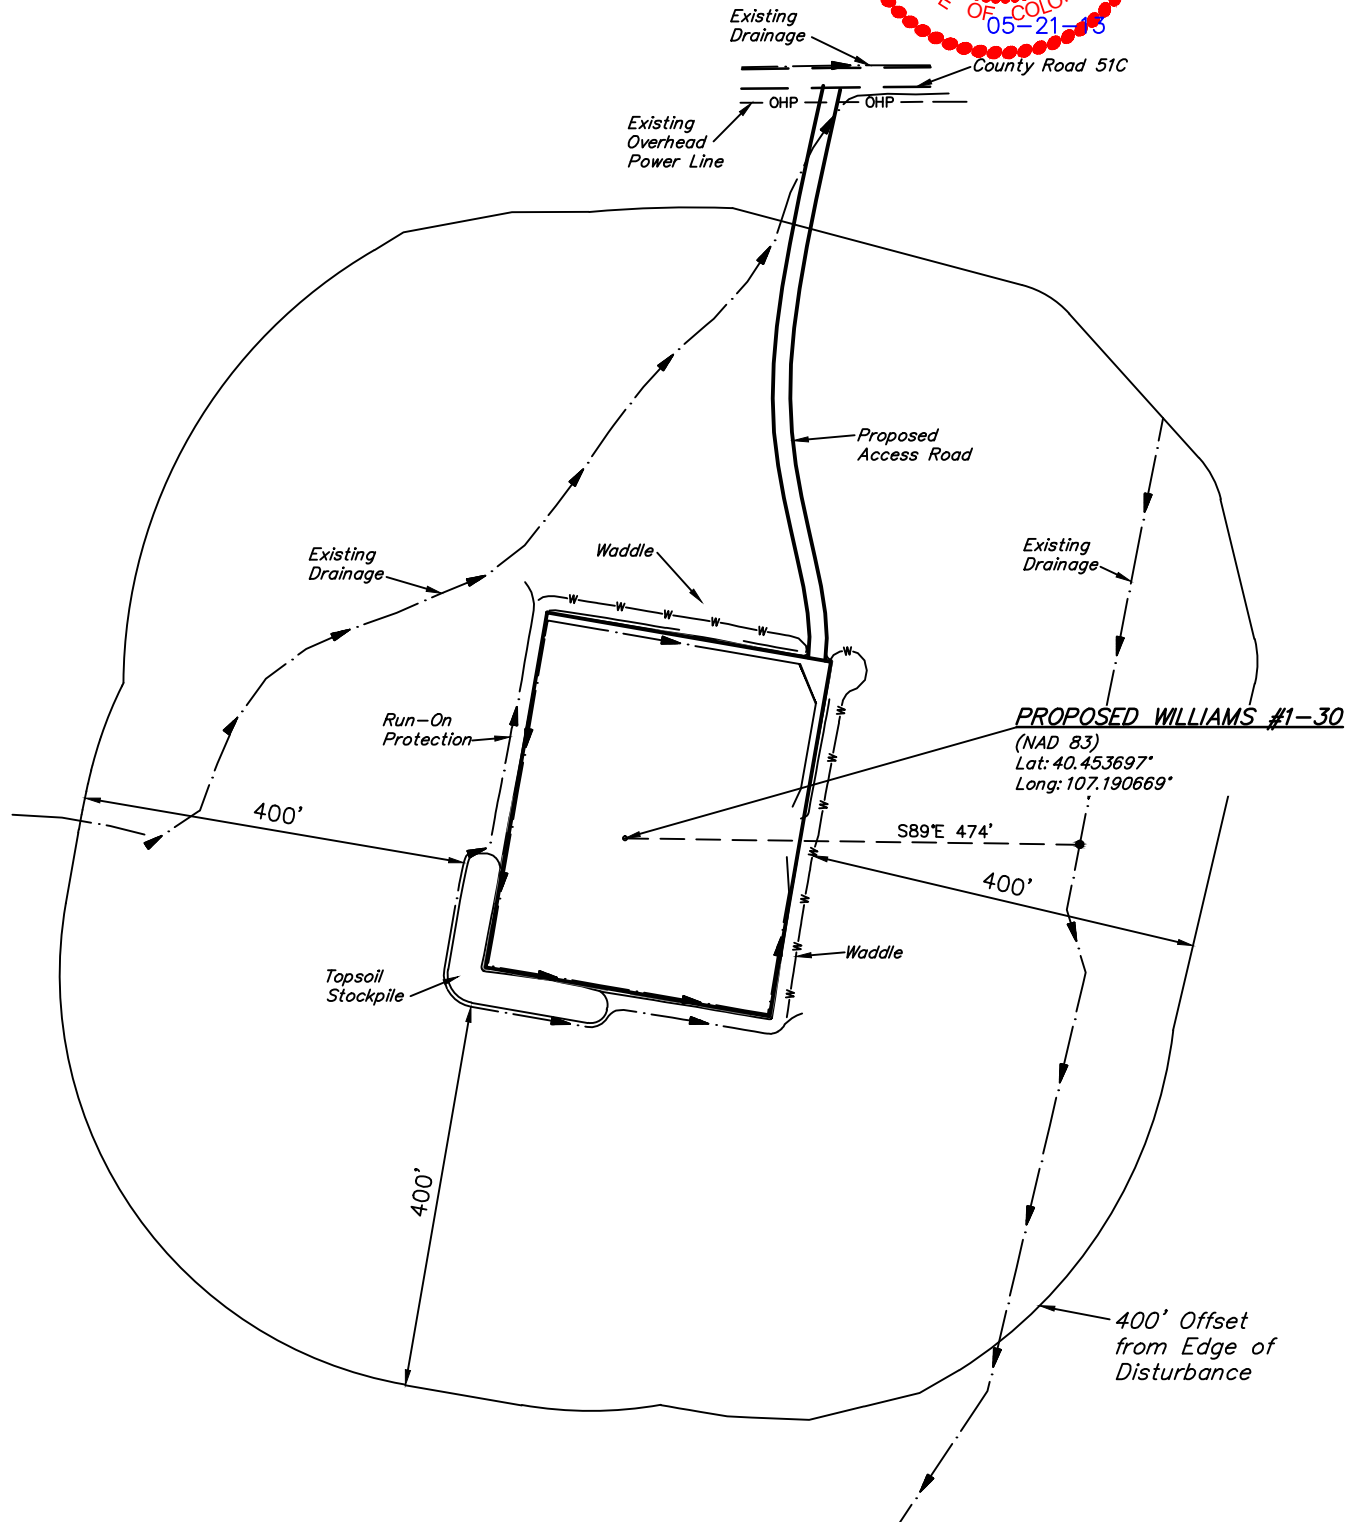 E OF COLO
05-21-13
Existing
Drainage
County Road 51C
OHP OHP
Existing
Overhead
Power Line
Proposed
Access Road
Existing
Drainage
Waddle
Existing
Drainage
W W W W W
W
W
W
W
W
W
W
W
Run-On
Protection
PROPOSED WILLIAMS #1-30
(NAD 83)
Lat: 40.453697°
Long: 107.190669°
400'
S89°E 474'
400'
Waddle
Topsoil
Stockpile
400'
400' Offset
from Edge of
Disturbance